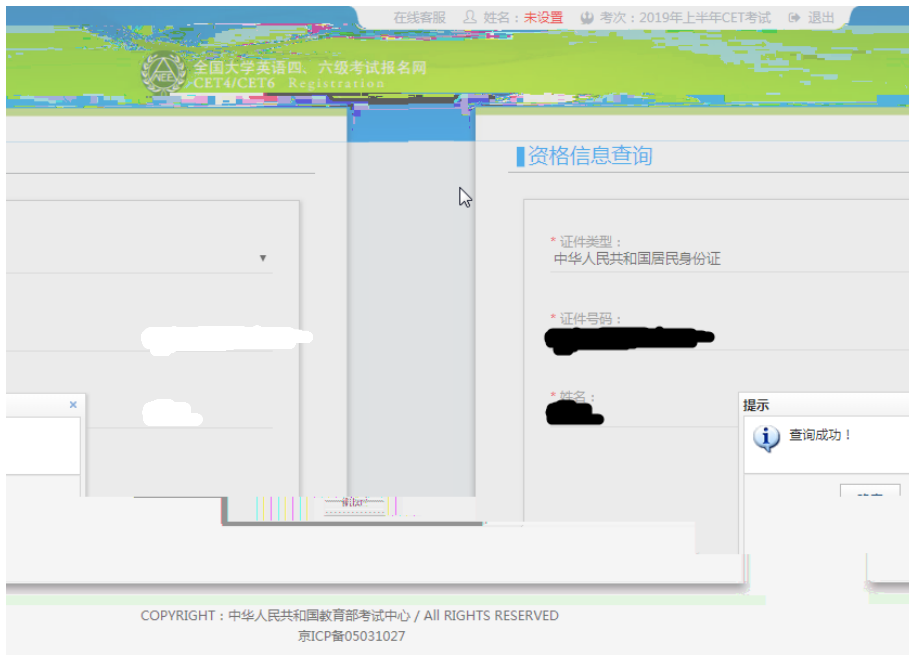 在线客服 姓名：未设置 考次：2019年上半年CET考试 退出
全国大学英语四、六级考试报名网
CET4/CET6 Registration
资格信息查询
* 证件类型：
中华人民共和国居民身份证
* 证件号码：
* 姓名：
提示
查询成功！
COPYRIGHT：中华人民共和国教育部考试中心 / All RIGHTS RESERVED
京ICP备05031027